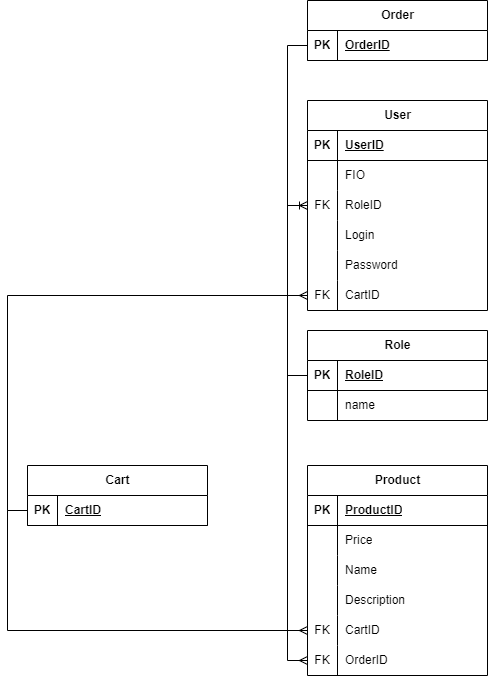 Order
PK OrderID
User
PK UserID
FIO
FK RoleID
Login
Password
FK CartID
Role
PK RoleID
name
Cart
PK CartID
Product
PK ProductID
Price
Name
Description
FK CartID
FK OrderID